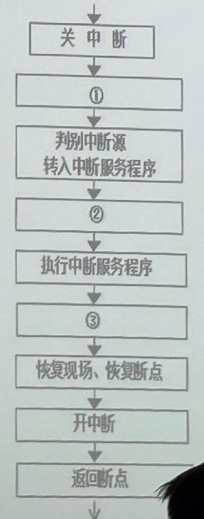 关中断
①
判别中断源
转入中断服务程序
②
执行中断服务程序
③
恢复现场、恢复断点
开中断
返回断点